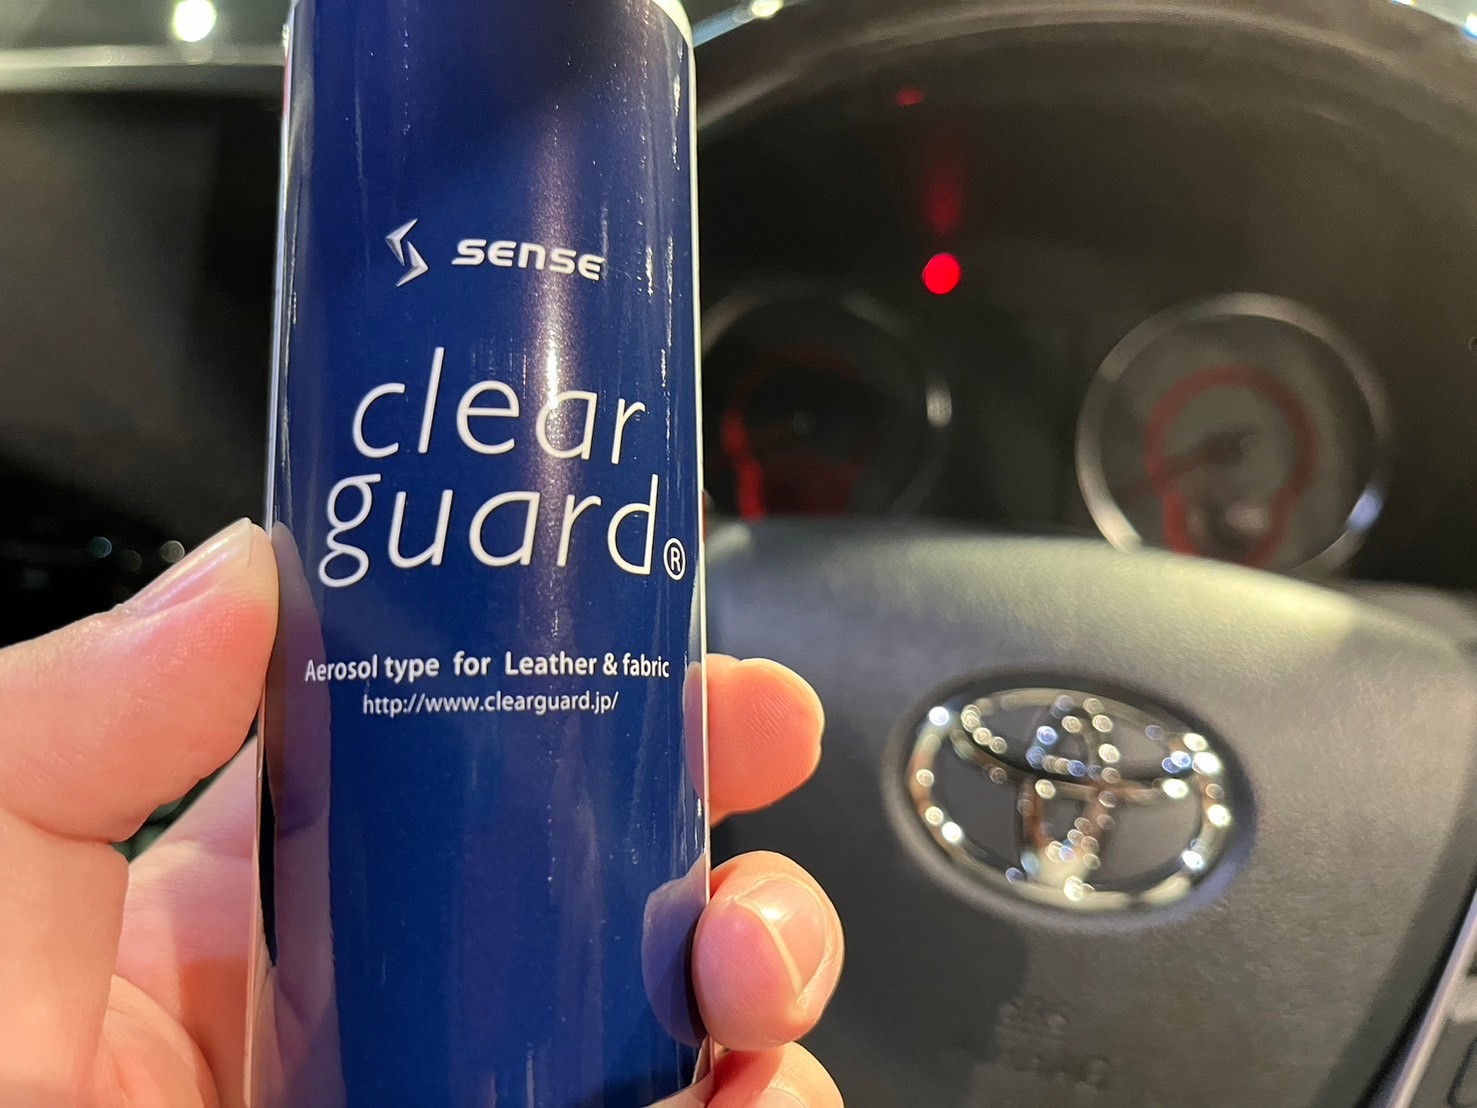 SENSE
clear
guard®
Aerosol type for Leather & fabric
http://www.clearguard.jp/